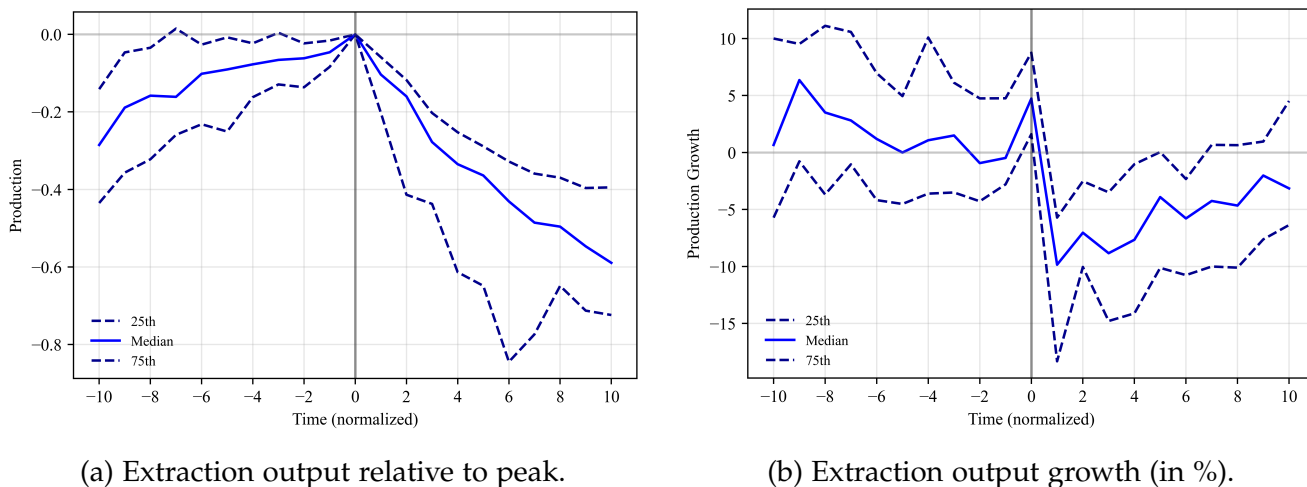 0.0
−0.2
−0.4
−0.6
−0.8
Production
25th
Median
75th
−10 −8 −6 −4 −2 0 2 4 6 8 10
Time (normalized)
(a) Extraction output relative to peak.
10
5
0
−5
−10
−15
Production Growth
25th
Median
75th
−10 −8 −6 −4 −2 0 2 4 6 8 10
Time (normalized)
(b) Extraction output growth (in %).